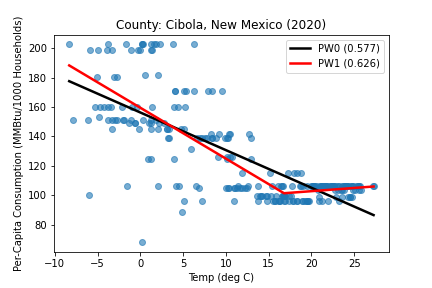 County: Cibola, New Mexico (2020)
PW0 (0.577)
PW1 (0.626)
Per-Capita Consumption (MMBtu/1000 Households)
200
180
160
140
120
100
80
−10 −5 0 5 10 15 20 25
Temp (deg C)